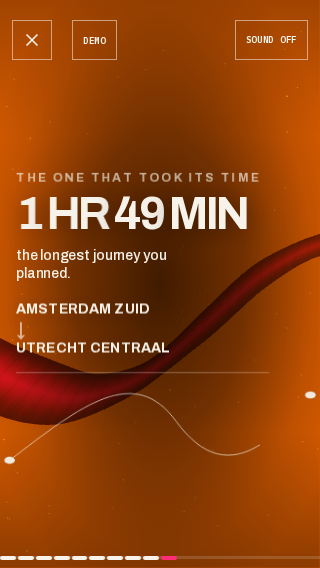 DEMO
SOUND OFF
THE ONE THAT TOOK ITS TIME
1 HR 49 MIN
the longest journey you
planned.
AMSTERDAM ZUID
↓
UTRECHT CENTRAAL